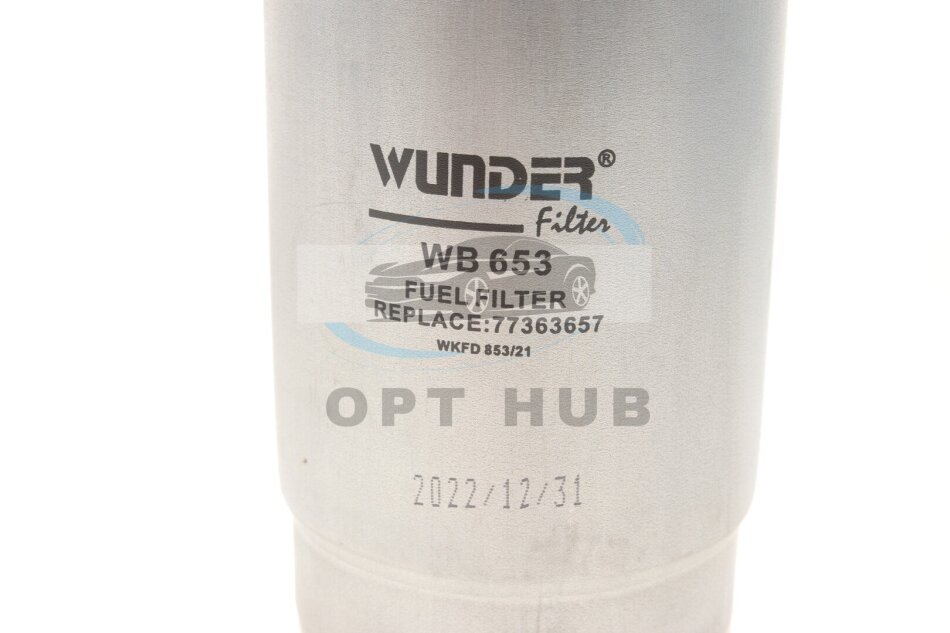 WUNDER®
Filter
WB 653
FUEL FILTER
REPLACE:77363657
WKFD 853/21
OPT HUB
2022/12/31